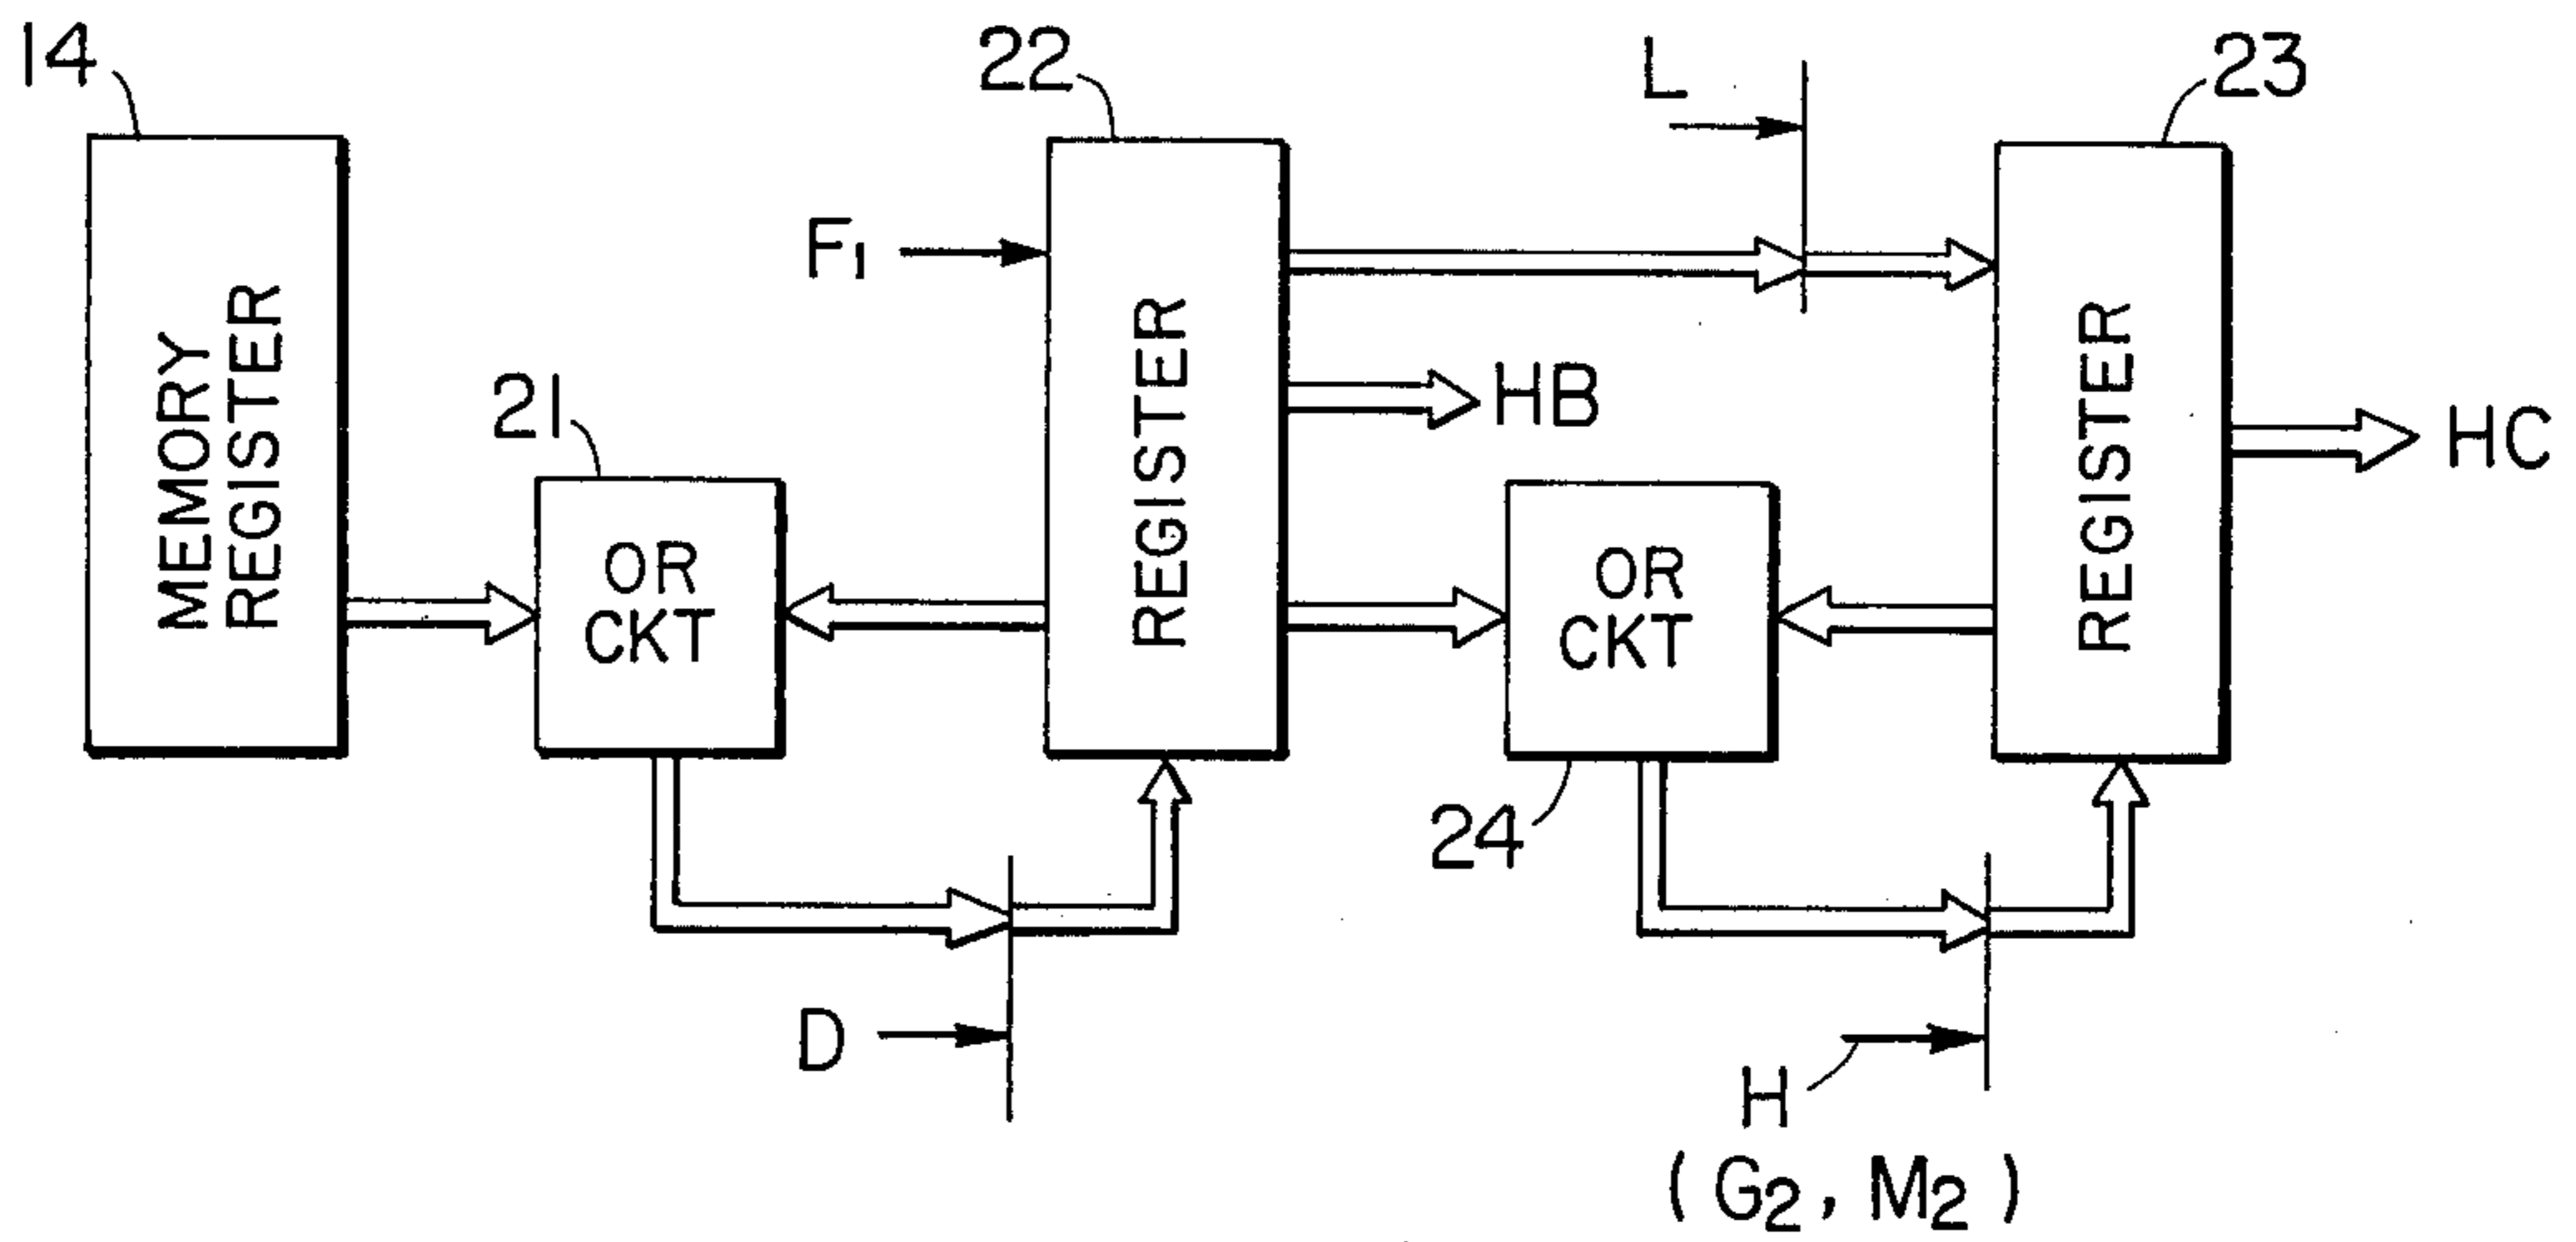 14
22
L
23
F1
MEMORY
REGISTER
REGISTER
REGISTER
HB
HC
21
OR
CKT
OR
CKT
24
D
H
(G2, M2)